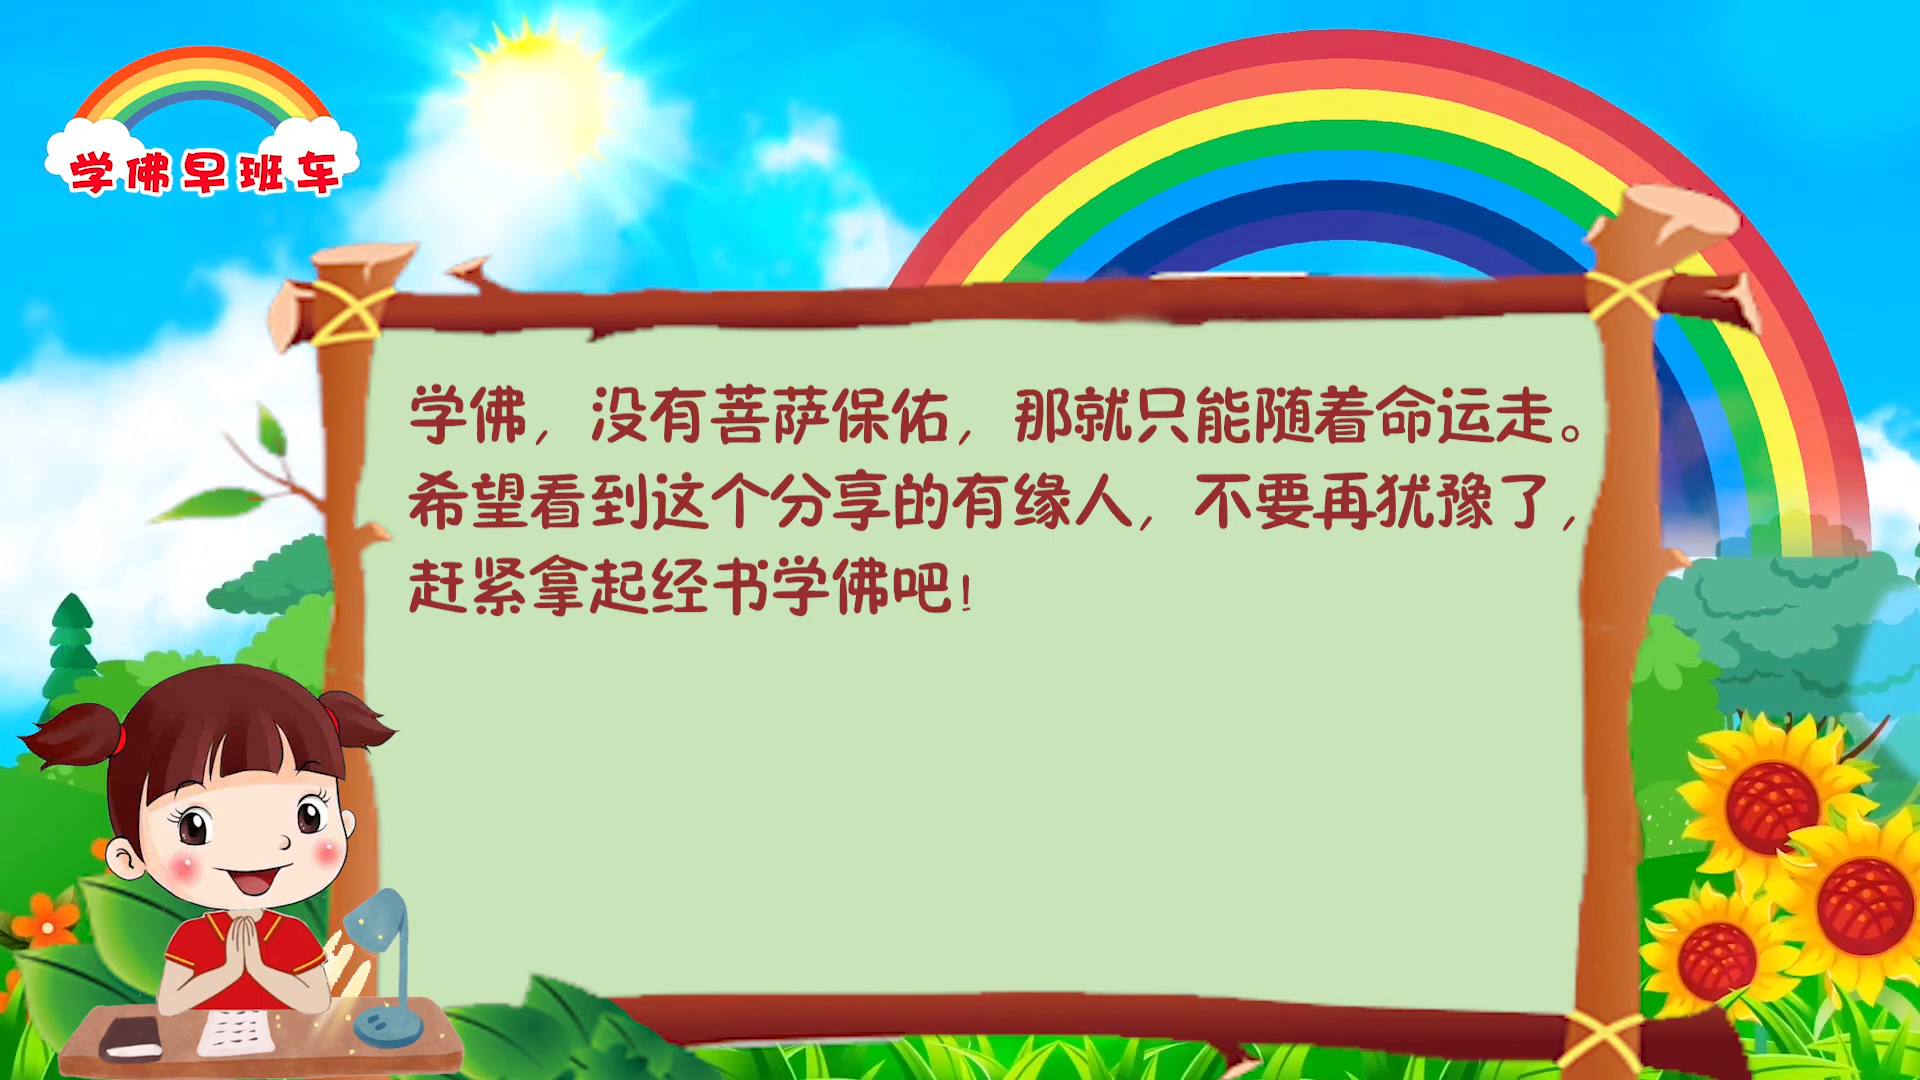 学佛早班车
学佛，没有菩萨保佑，那就只能随着命运走。
希望看到这个分享的有缘人，不要再犹豫了，
赶紧拿起经书学佛吧！